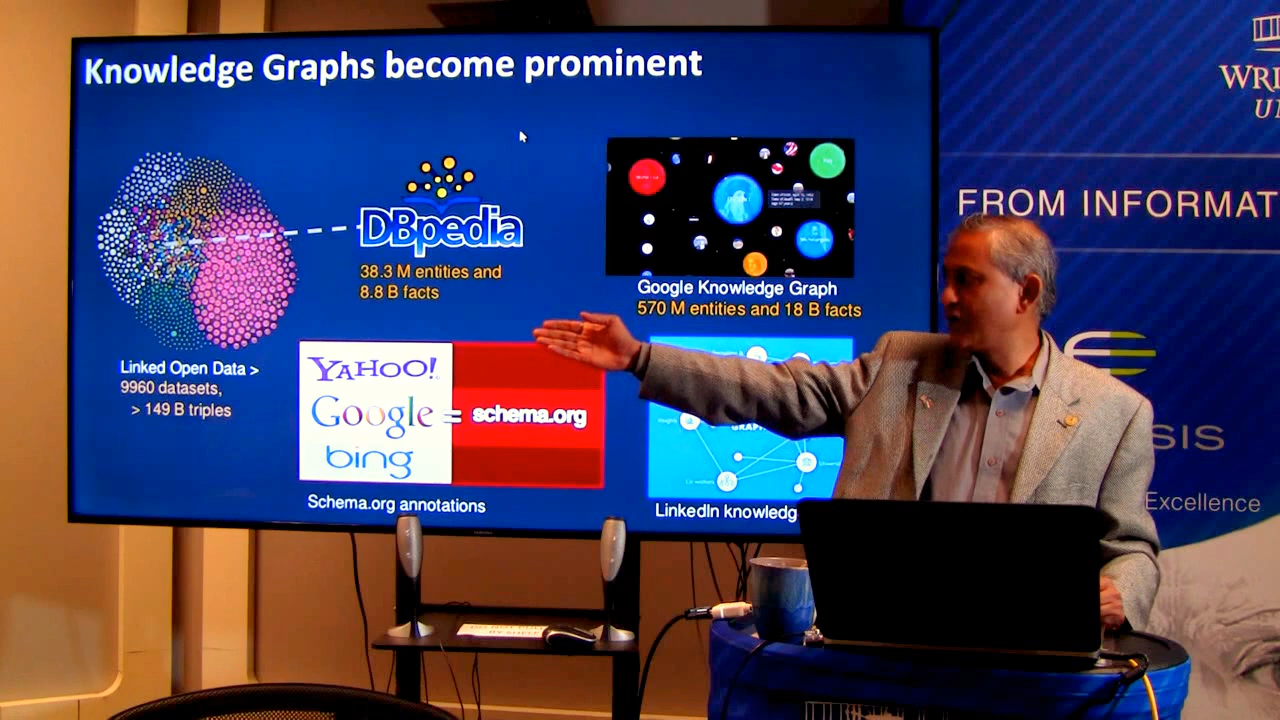 Knowledge Graphs become prominent
DBpedia
38.3 M entities and
8.8 B facts
Google Knowledge Graph
570 M entities and 18 B facts
Linked Open Data >
9960 datasets,
> 149 B triples
YAHOO!
Google = schema.org
bing
Schema.org annotations
GRAPH
LinkedIn knowledg
WRI
U
FROM INFORMAT
SIS
Excellence